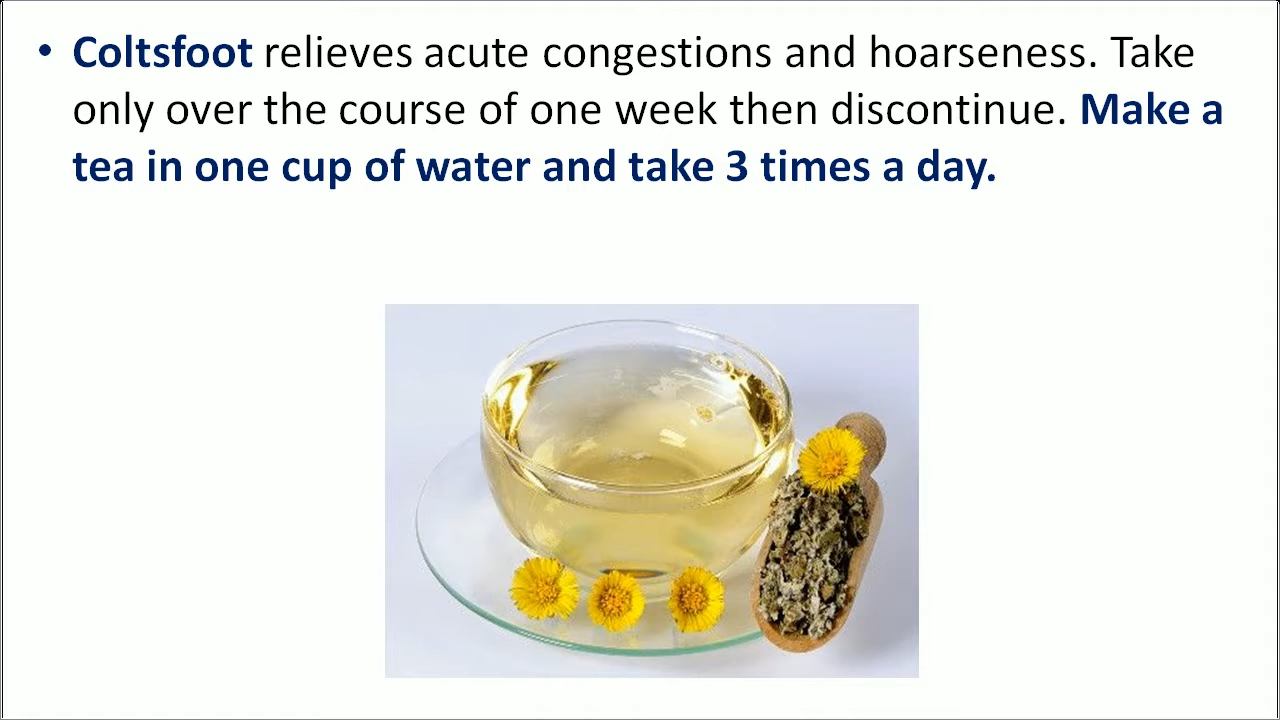 • Coltsfoot relieves acute congestions and hoarseness. Take
only over the course of one week then discontinue. Make a
tea in one cup of water and take 3 times a day.